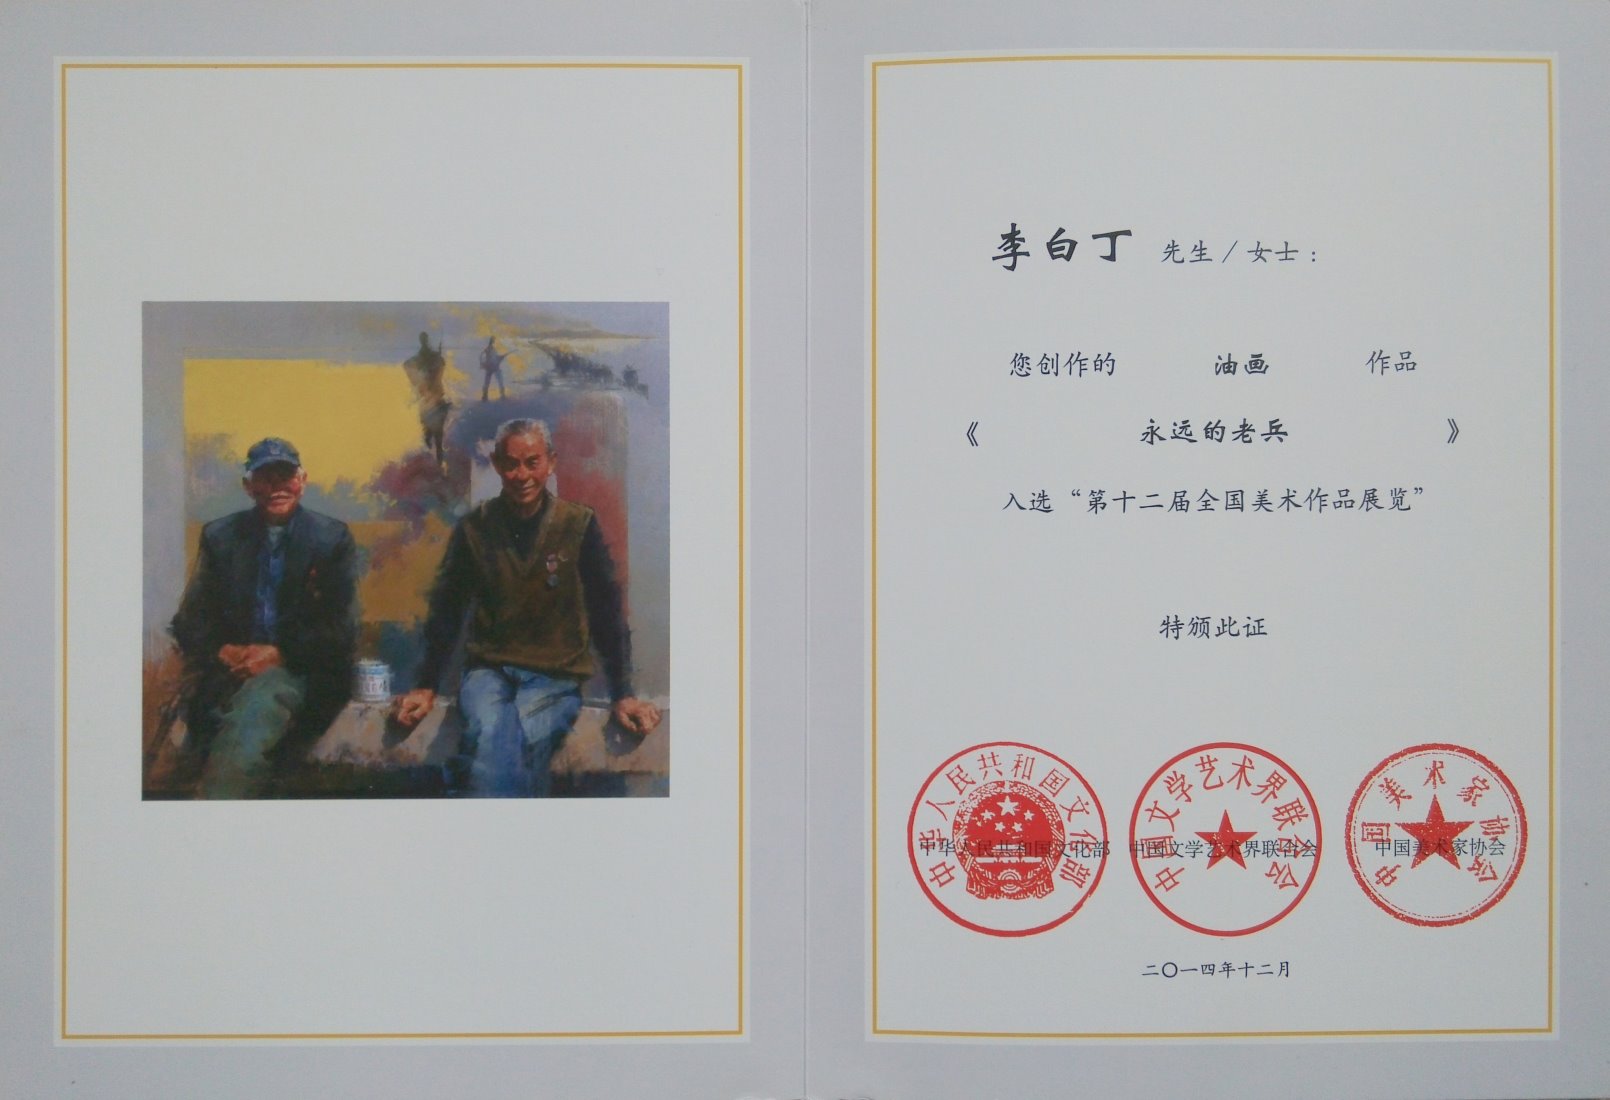 李白丁 先生/女士：
您创作的 油画 作品
《 永远的老兵 》
入选“第十二届全国美术作品展览”
特颁此证
中华人民共和国文化部
中国文学艺术界联合会
中国美术家协会
中华人民共和国文化部 中国文学艺术界联合会 中国美术家协会
二〇一四年十二月